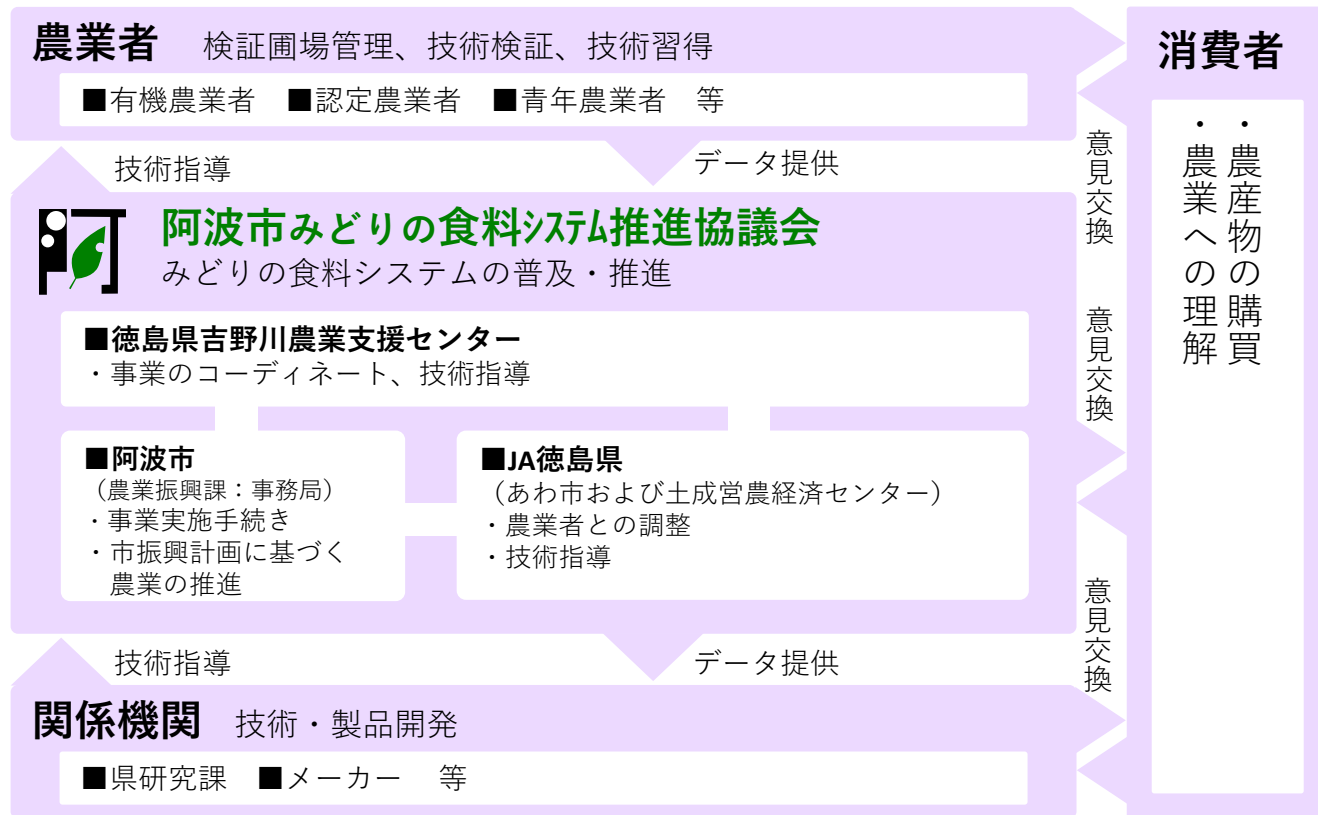 農業者 検証圃場管理、技術検証、技術習得
■有機農業者 ■認定農業者 ■青年農業者 等
技術指導
データ提供
阿波市みどりの食料ｼｽﾃﾑ推進協議会
みどりの食料システムの普及・推進
■徳島県吉野川農業支援センター
・事業のコーディネート、技術指導
■阿波市
（農業振興課：事務局）
・事業実施手続き
・市振興計画に基づく
農業の推進
■JA徳島県
（あわ市および土成営農経済センター）
・農業者との調整
・技術指導
技術指導
データ提供
関係機関 技術・製品開発
■県研究課 ■メーカー 等
意見交換
意見交換
意見交換
消費者
・農産物の購買
・農業への理解